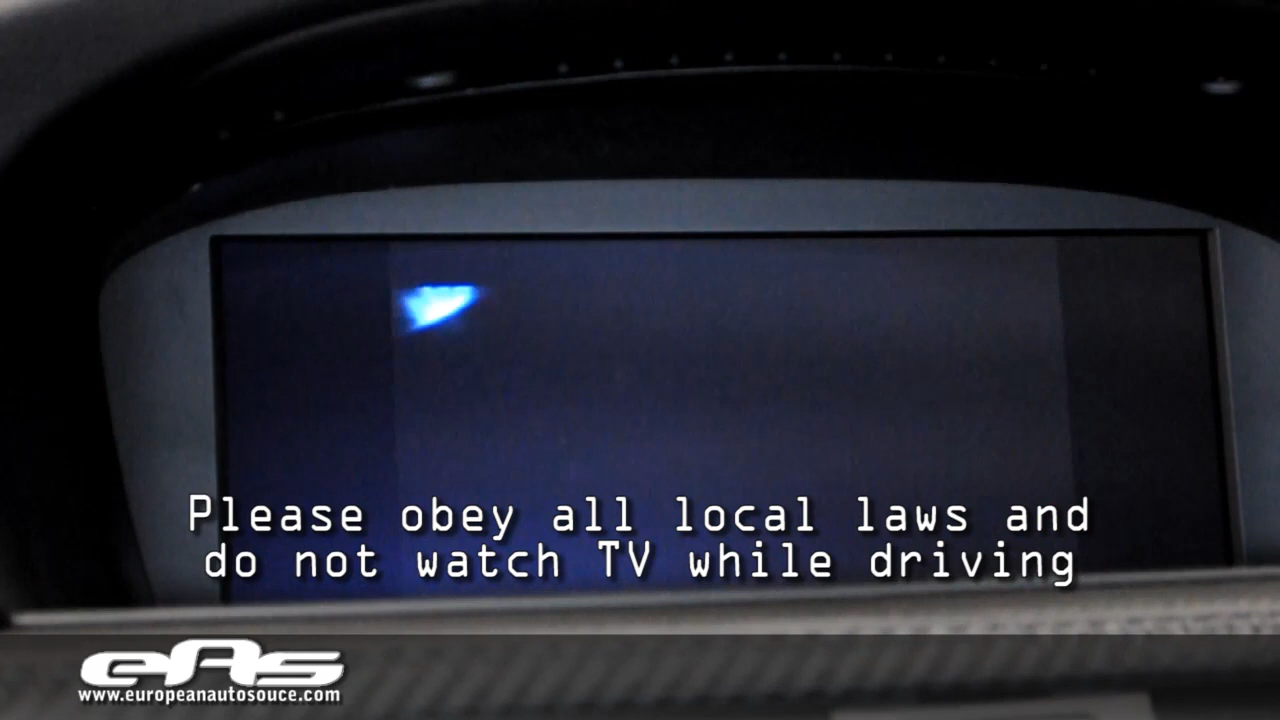 Please obey all local laws and
do not watch TV while driving
eAs
www.europeanautosouce.com